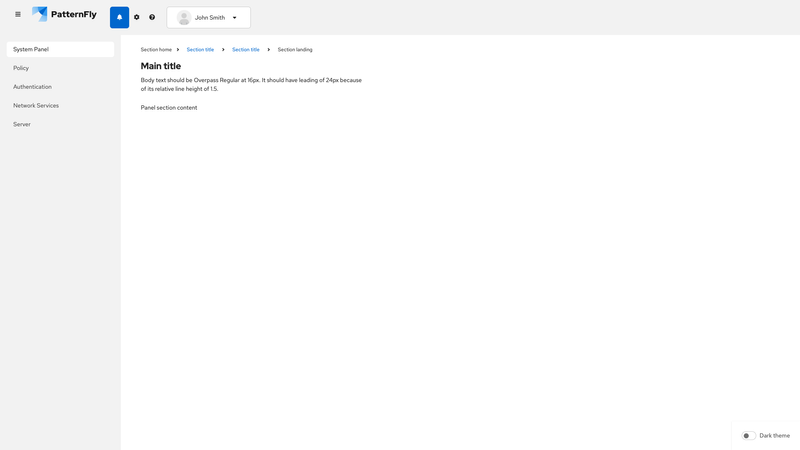 PatternFly
John Smith
System Panel
Policy
Authentication
Network Services
Server
Section home
Section title
Section title
Section landing
Main title
Body text should be Overpass Regular at 16px. It should have leading of 24px because
of its relative line height of 1.5.
Panel section content
Dark theme